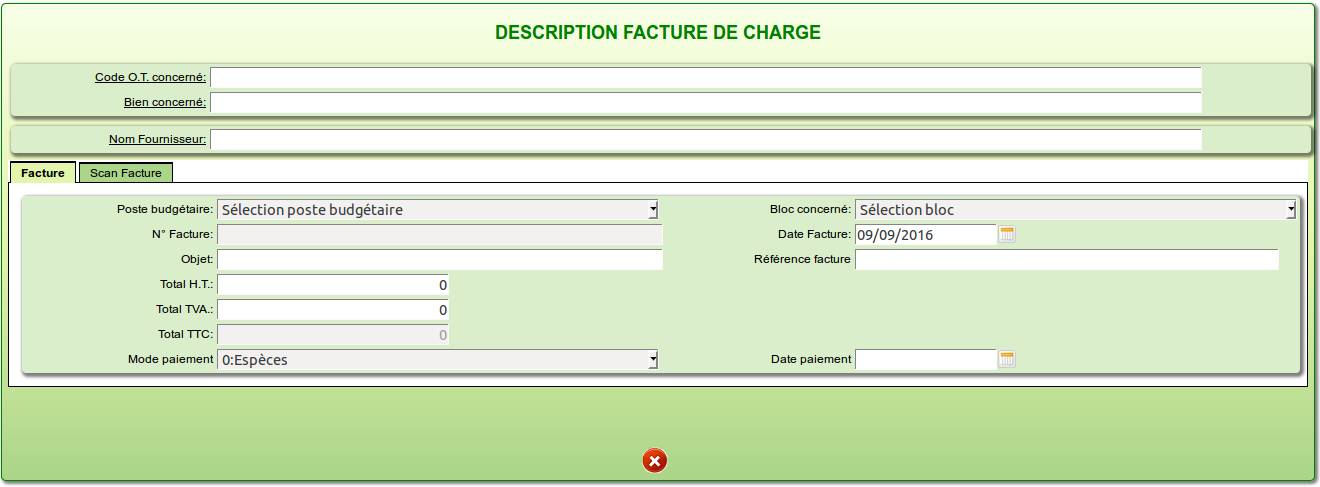 DESCRIPTION FACTURE DE CHARGE
Code O.T. concerné:
Bien concerné:
Nom Fournisseur:
Facture Scan Facture
Poste budgétaire: Sélection poste budgétaire Bloc concerné: Sélection bloc
N° Facture: Date Facture: 09/09/2016
Objet: Référence facture
Total H.T.: 0
Total TVA.: 0
Total TTC: 0
Mode paiement 0:Espèces Date paiement